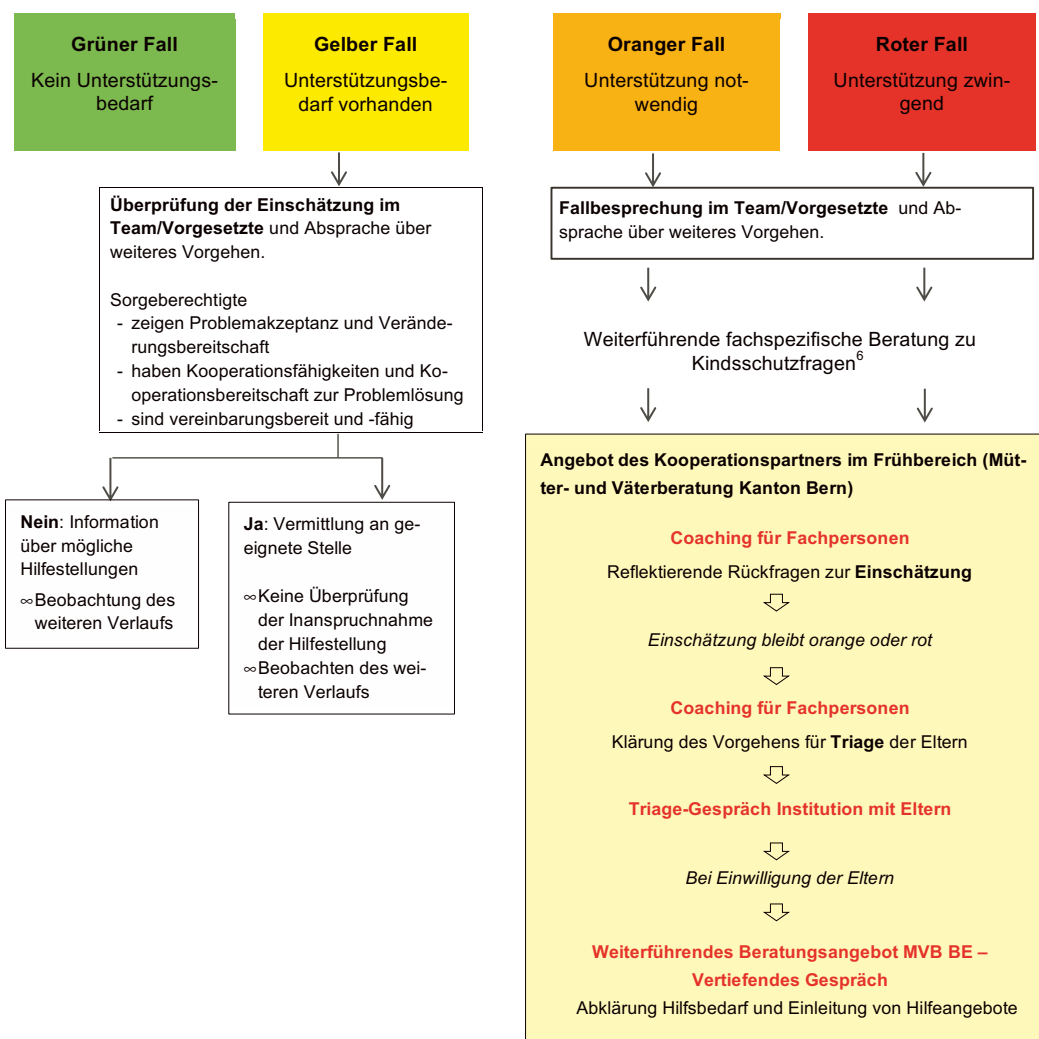 Grüner Fall
Kein Unterstützungs-
bedarf
Gelber Fall
Unterstützungsbe-
darf vorhanden
Oranger Fall
Unterstützung not-
wendig
Roter Fall
Unterstützung zwin-
gend
Überprüfung der Einschätzung im
Team/Vorgesetzte und Absprache über
weiteres Vorgehen.
Sorgeberechtigte
- zeigen Problemakzeptanz und Verände-
rungsbereitschaft
- haben Kooperationsfähigkeiten und Ko-
operationsbereitschaft zur Problemlösung
- sind vereinbarungsbereit und -fähig
Nein: Information
über mögliche
Hilfestellungen
∞Beobachtung des
weiteren Verlaufs
Ja: Vermittlung an ge-
eignete Stelle
∞Keine Überprüfung
der Inanspruchnahme
der Hilfestellung
∞Beobachten des wei-
teren Verlaufs
Fallbesprechung im Team/Vorgesetzte und Ab-
sprache über weiteres Vorgehen.
Weiterführende fachspezifische Beratung zu
Kindsschutzfragen6
Angebot des Kooperationspartners im Frühbereich (Müt-
ter- und Väterberatung Kanton Bern)
Coaching für Fachpersonen
Reflektierende Rückfragen zur Einschätzung
Einschätzung bleibt orange oder rot
Coaching für Fachpersonen
Klärung des Vorgehens für Triage der Eltern
Triage-Gespräch Institution mit Eltern
Bei Einwilligung der Eltern
Weiterführendes Beratungsangebot MVB BE –
Vertiefendes Gespräch
Abklärung Hilfsbedarf und Einleitung von Hilfeangebote